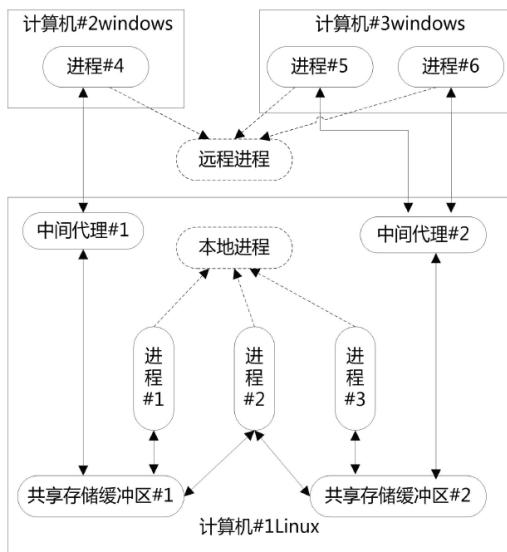 计算机#2windows
计算机#3windows
进程#4
进程#5
进程#6
远程进程
中间代理#1
中间代理#2
本地进程
进程#1
进程#2
进程#3
共享存储缓冲区#1
共享存储缓冲区#2
计算机#1Linux